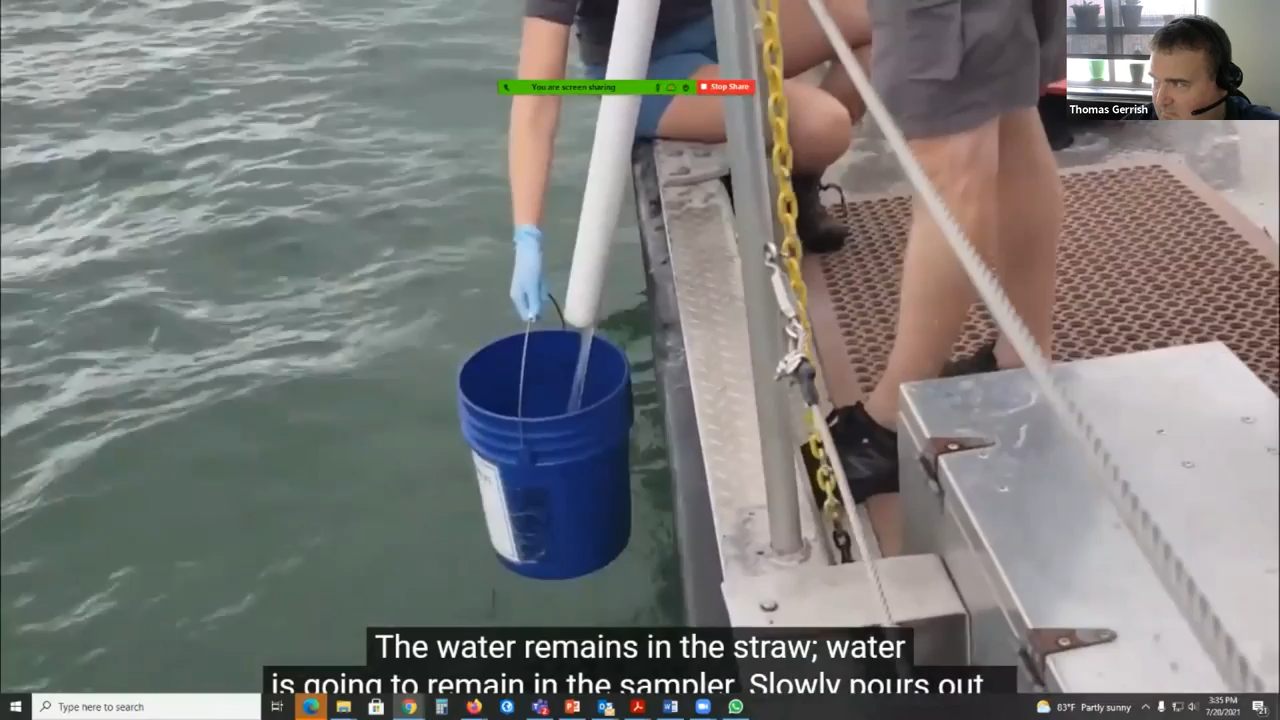 You are screen sharing
Stop Share
Thomas Gerrish
The water remains in the straw; water
is going to remain in the sampler. Slowly pours out
Type here to search
83°F Partly sunny
3:35 PM
7/20/2021
21